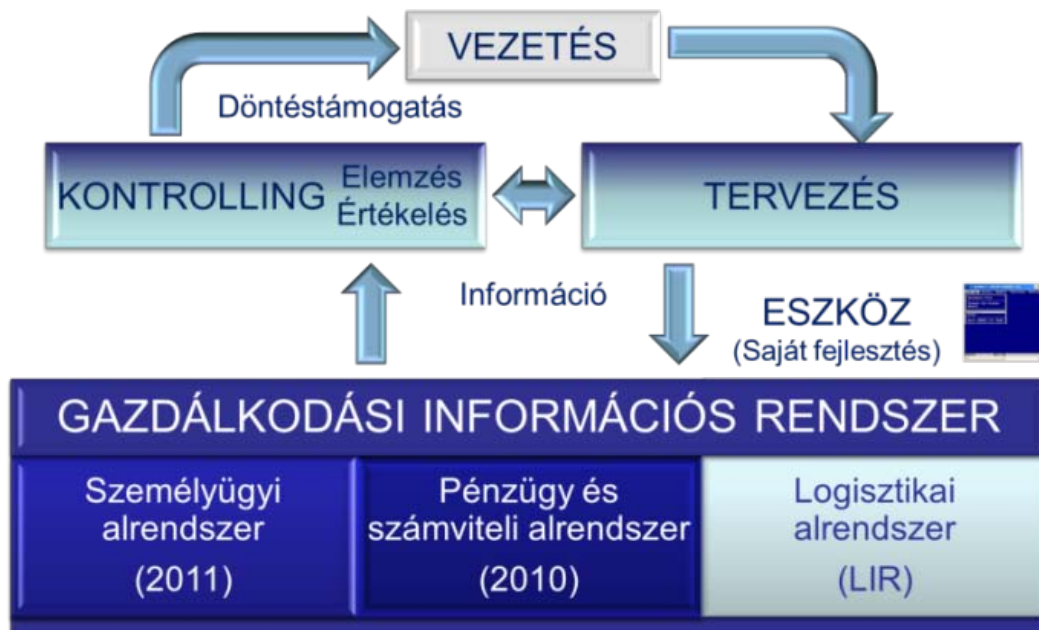 VEZETÉS
Döntéstámogatás
KONTROLLING
Elemzés
Értékelés
TERVEZÉS
Információ
ESZKÖZ
(Saját fejlesztés)
GAZDÁLKODÁSI INFORMÁCIÓS RENDSZER
Személyügyi
alrendszer
(2011)
Pénzügy és
számviteli alrendszer
(2010)
Logisztikai
alrendszer
(LIR)